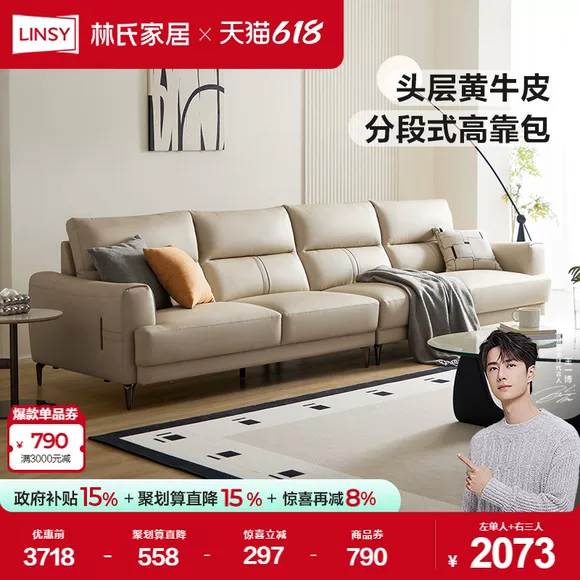 LINSY 林氏家居 × 天猫618
头层黄牛皮
分段式高靠包
爆款单品券
¥ 790
满3000元减
政府补贴15% + 聚划算直降15% + 惊喜再减8%
优惠前 聚划算直降 惊喜立减 商品券 左单人+右三人
3718 - 558 - 297 - 790 ¥ 2073